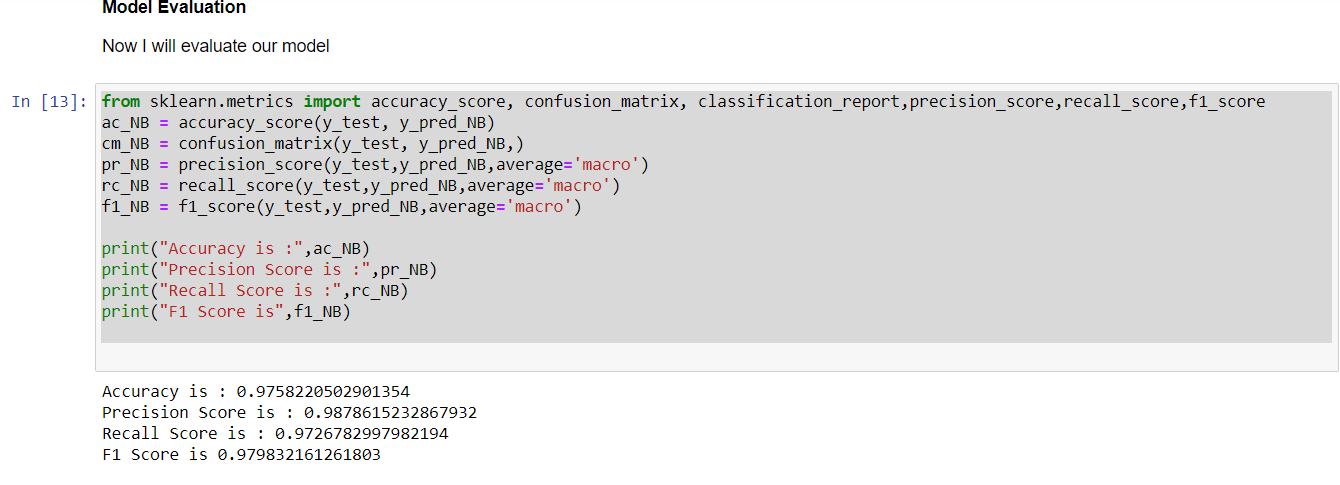 Model Evaluation
Now I will evaluate our model
In [13]: from sklearn.metrics import accuracy_score, confusion_matrix, classification_report,precision_score,recall_score,f1_score
ac_NB = accuracy_score(y_test, y_pred_NB)
cm_NB = confusion_matrix(y_test, y_pred_NB,)
pr_NB = precision_score(y_test,y_pred_NB,average='macro')
rc_NB = recall_score(y_test,y_pred_NB,average='macro')
f1_NB = f1_score(y_test,y_pred_NB,average='macro')
print("Accuracy is :",ac_NB)
print("Precision Score is :",pr_NB)
print("Recall Score is :",rc_NB)
print("F1 Score is",f1_NB)
Accuracy is : 0.9758220502901354
Precision Score is : 0.9878615232867932
Recall Score is : 0.9726782997982194
F1 Score is 0.979832161261803